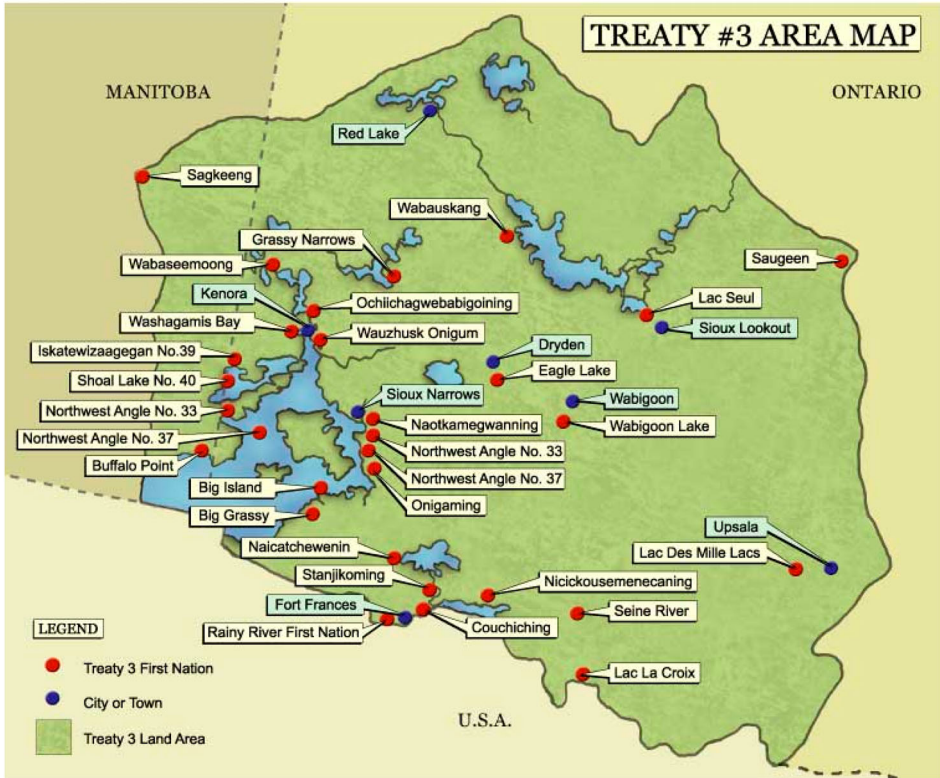 TREATY #3 AREA MAP
MANITOBA
ONTARIO
Red Lake
Sagkeeng
Wabauskang
Grassy Narrows
Saugeen
Wabaseemoong
Kenora
Ochiichagwebabigoining
Lac Seul
Washagamis Bay
Wauzhusk Onigum
Sioux Lookout
Iskatewizaagegan No.39
Dryden
Eagle Lake
Shoal Lake No. 40
Sioux Narrows
Wabigoon
Northwest Angle No. 33
Naotkamegwanning
Wabigoon Lake
Northwest Angle No. 37
Northwest Angle No. 33
Buffalo Point
Northwest Angle No. 37
Big Island
Onigaming
Big Grassy
Upsala
Naicatchewenin
Lac Des Mille Lacs
Stanjikoming
Nicickousemenecaning
Fort Frances
Seine River
Rainy River First Nation
Couchiching
LEGEND
Treaty 3 First Nation
Lac La Croix
City or Town
U.S.A.
Treaty 3 Land Area